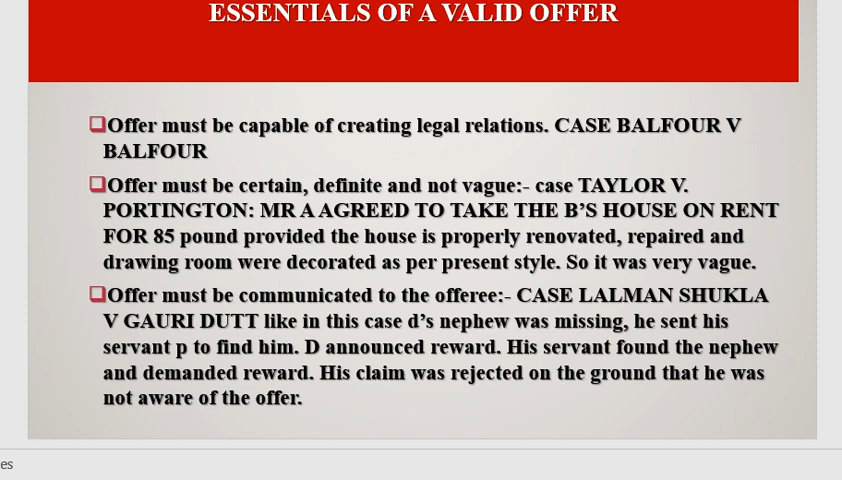 ESSENTIALS OF A VALID OFFER
Offer must be capable of creating legal relations. CASE BALFOUR V
BALFOUR
Offer must be certain, definite and not vague:- case TAYLOR V.
PORTINGTON: MR A AGREED TO TAKE THE B'S HOUSE ON RENT
FOR 85 pound provided the house is properly renovated, repaired and
drawing room were decorated as per present style. So it was very vague.
Offer must be communicated to the offeree:- CASE LALMAN SHUKLA
V GAURI DUTT like in this case d's nephew was missing, he sent his
servant p to find him. D announced reward. His servant found the nephew
and demanded reward. His claim was rejected on the ground that he was
not aware of the offer.
es